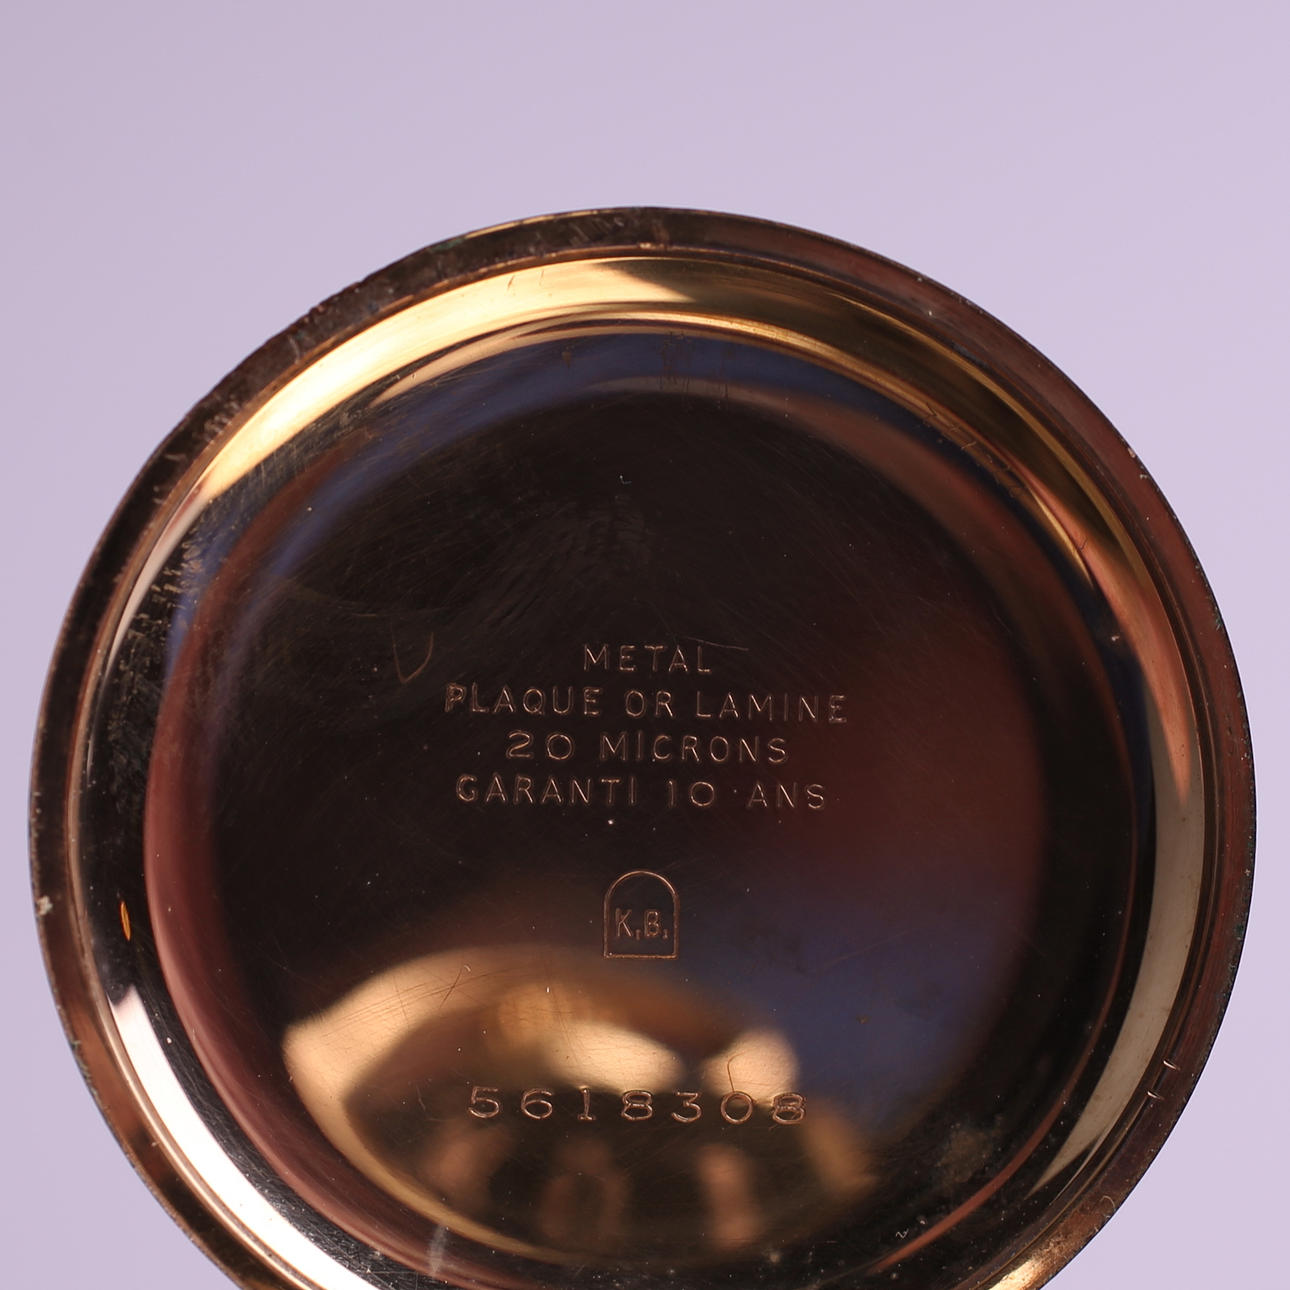 METAL
PLAQUE OR LAMINE
20 MICRONS
GARANTI 10 ANS
K.B.
5618308